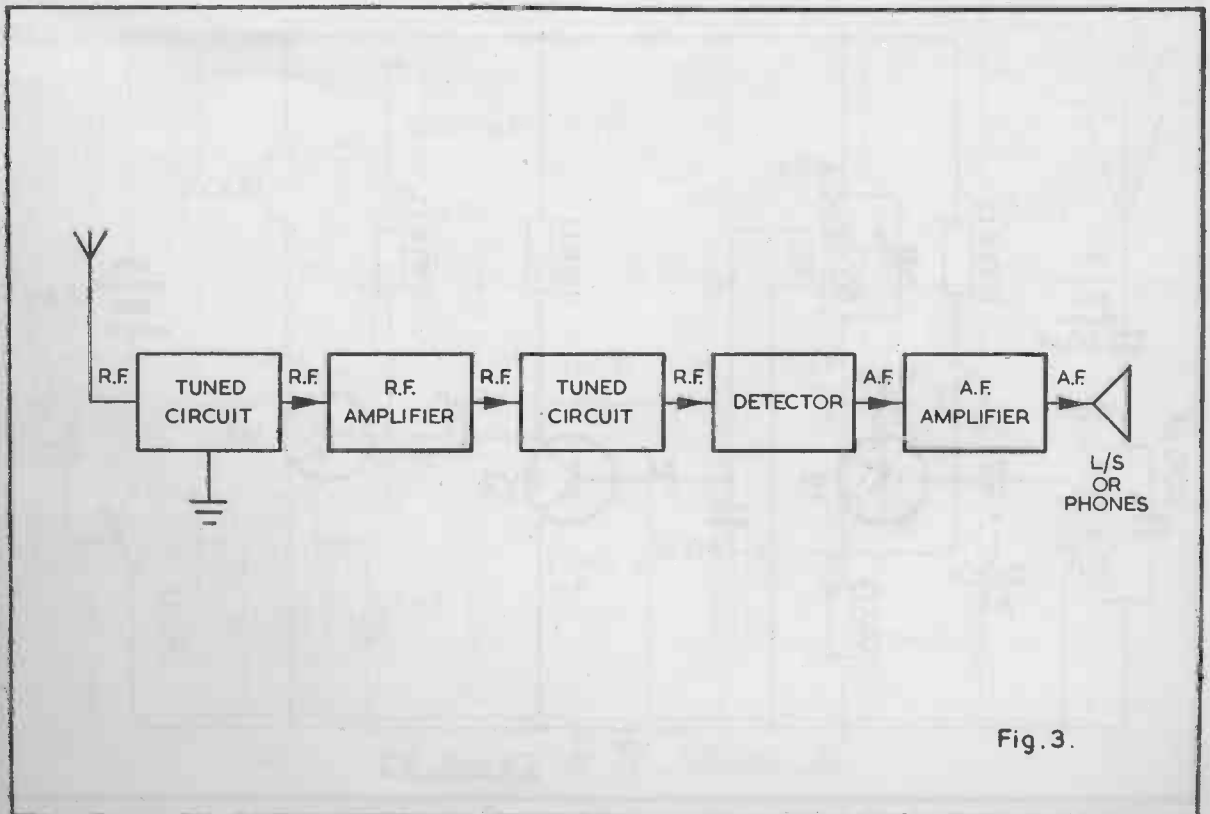 R.F.
TUNED
CIRCUIT
R.F.
R.F.
AMPLIFIER
R.F.
TUNED
CIRCUIT
R.F.
DETECTOR
A.F.
A.F.
AMPLIFIER
A.F.
L/S
OR
PHONES
Fig.3.